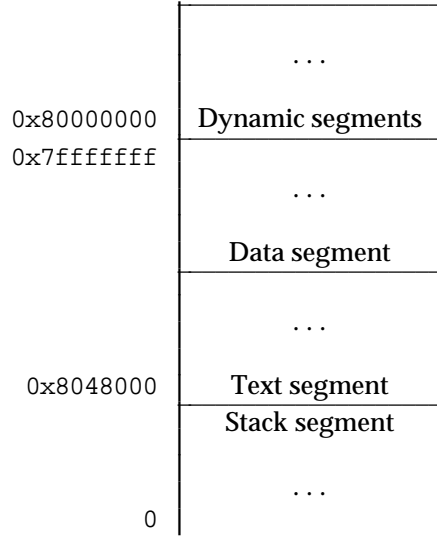 ...
0x80000000 Dynamic segments
0x7fffffff
...
Data segment
...
0x8048000 Text segment
Stack segment
...
0